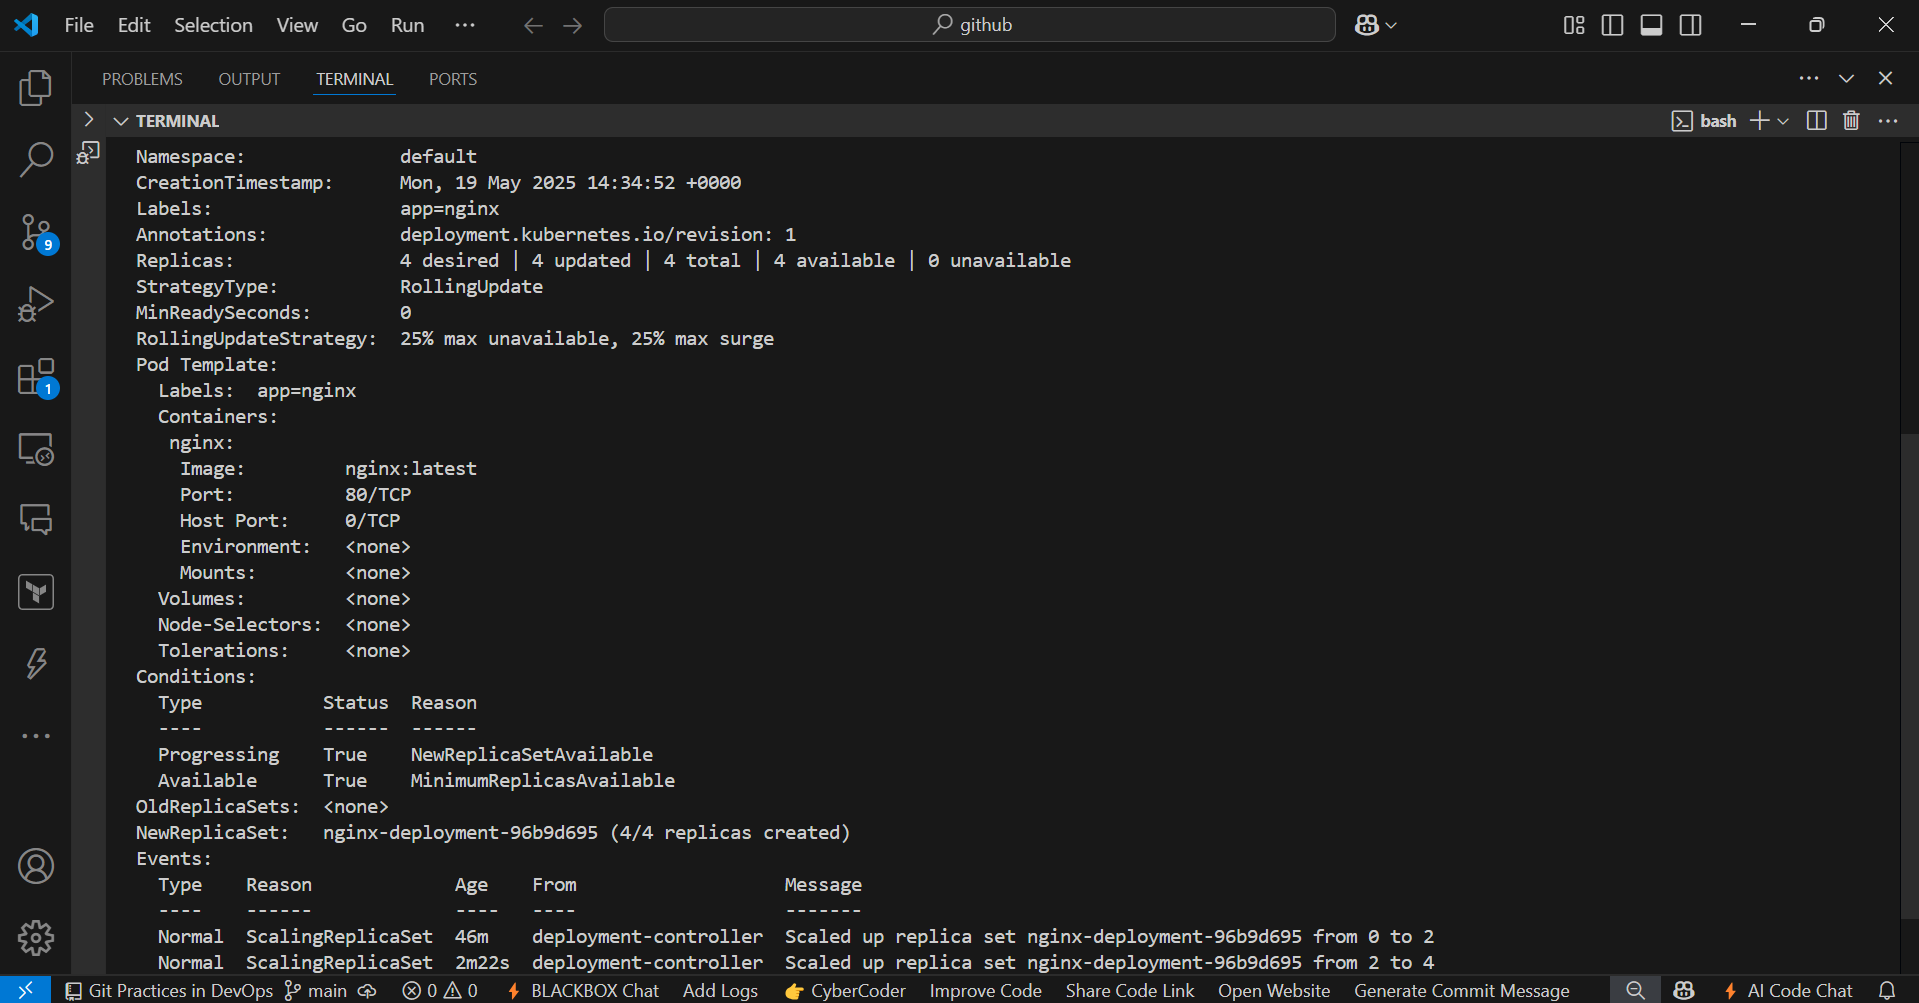 File Edit Selection View Go Run ··· github
PROBLEMS OUTPUT TERMINAL PORTS
TERMINAL bash
Namespace: default
CreationTimestamp: Mon, 19 May 2025 14:34:52 +0000
Labels: app=nginx
Annotations: deployment.kubernetes.io/revision: 1
Replicas: 4 desired | 4 updated | 4 total | 4 available | 0 unavailable
StrategyType: RollingUpdate
MinReadySeconds: 0
RollingUpdateStrategy: 25% max unavailable, 25% max surge
Pod Template:
Labels: app=nginx
Containers:
nginx:
Image: nginx:latest
Port: 80/TCP
Host Port: 0/TCP
Environment: <none>
Mounts: <none>
Volumes: <none>
Node-Selectors: <none>
Tolerations: <none>
Conditions:
Type Status Reason
---- ------ ------
Progressing True NewReplicaSetAvailable
Available True MinimumReplicasAvailable
OldReplicaSets: <none>
NewReplicaSet: nginx-deployment-96b9d695 (4/4 replicas created)
Events:
Type Reason Age From Message
---- ------ ---- ---- -------
Normal ScalingReplicaSet 46m deployment-controller Scaled up replica set nginx-deployment-96b9d695 from 0 to 2
Normal ScalingReplicaSet 2m22s deployment-controller Scaled up replica set nginx-deployment-96b9d695 from 2 to 4
9
1
Git Practices in DevOps main 0 0 BLACKBOX Chat Add Logs 👉 CyberCoder Improve Code Share Code Link Open Website Generate Commit Message AI Code Chat